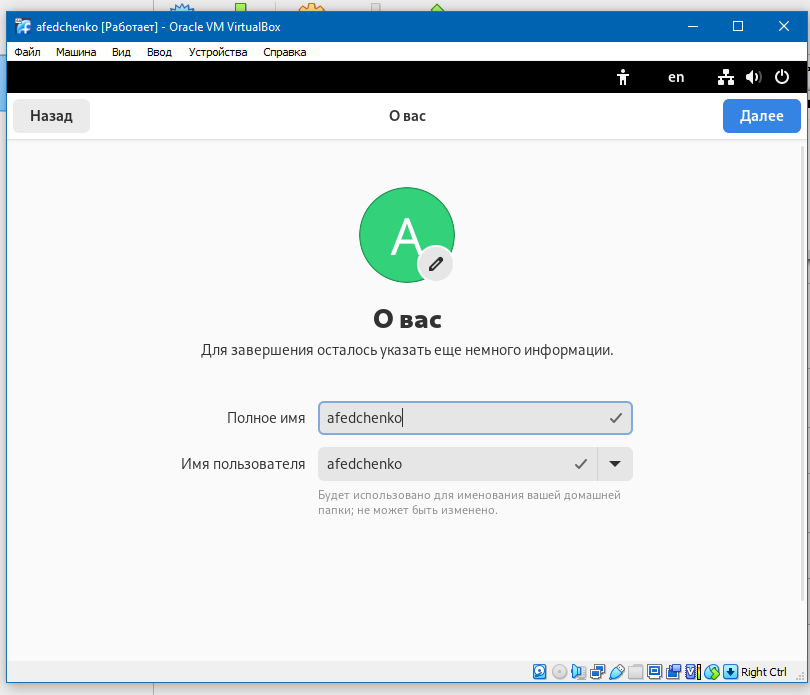 afedchenko [Работает] - Oracle VM VirtualBox
Файл Машина Вид Ввод Устройства Справка
en
Назад О вас Далее
A
О вас
Для завершения осталось указать еще немного информации.
Полное имя afedchenko
Имя пользователя afedchenko
Будет использовано для именования вашей домашней
папки; не может быть изменено.
Right Ctrl